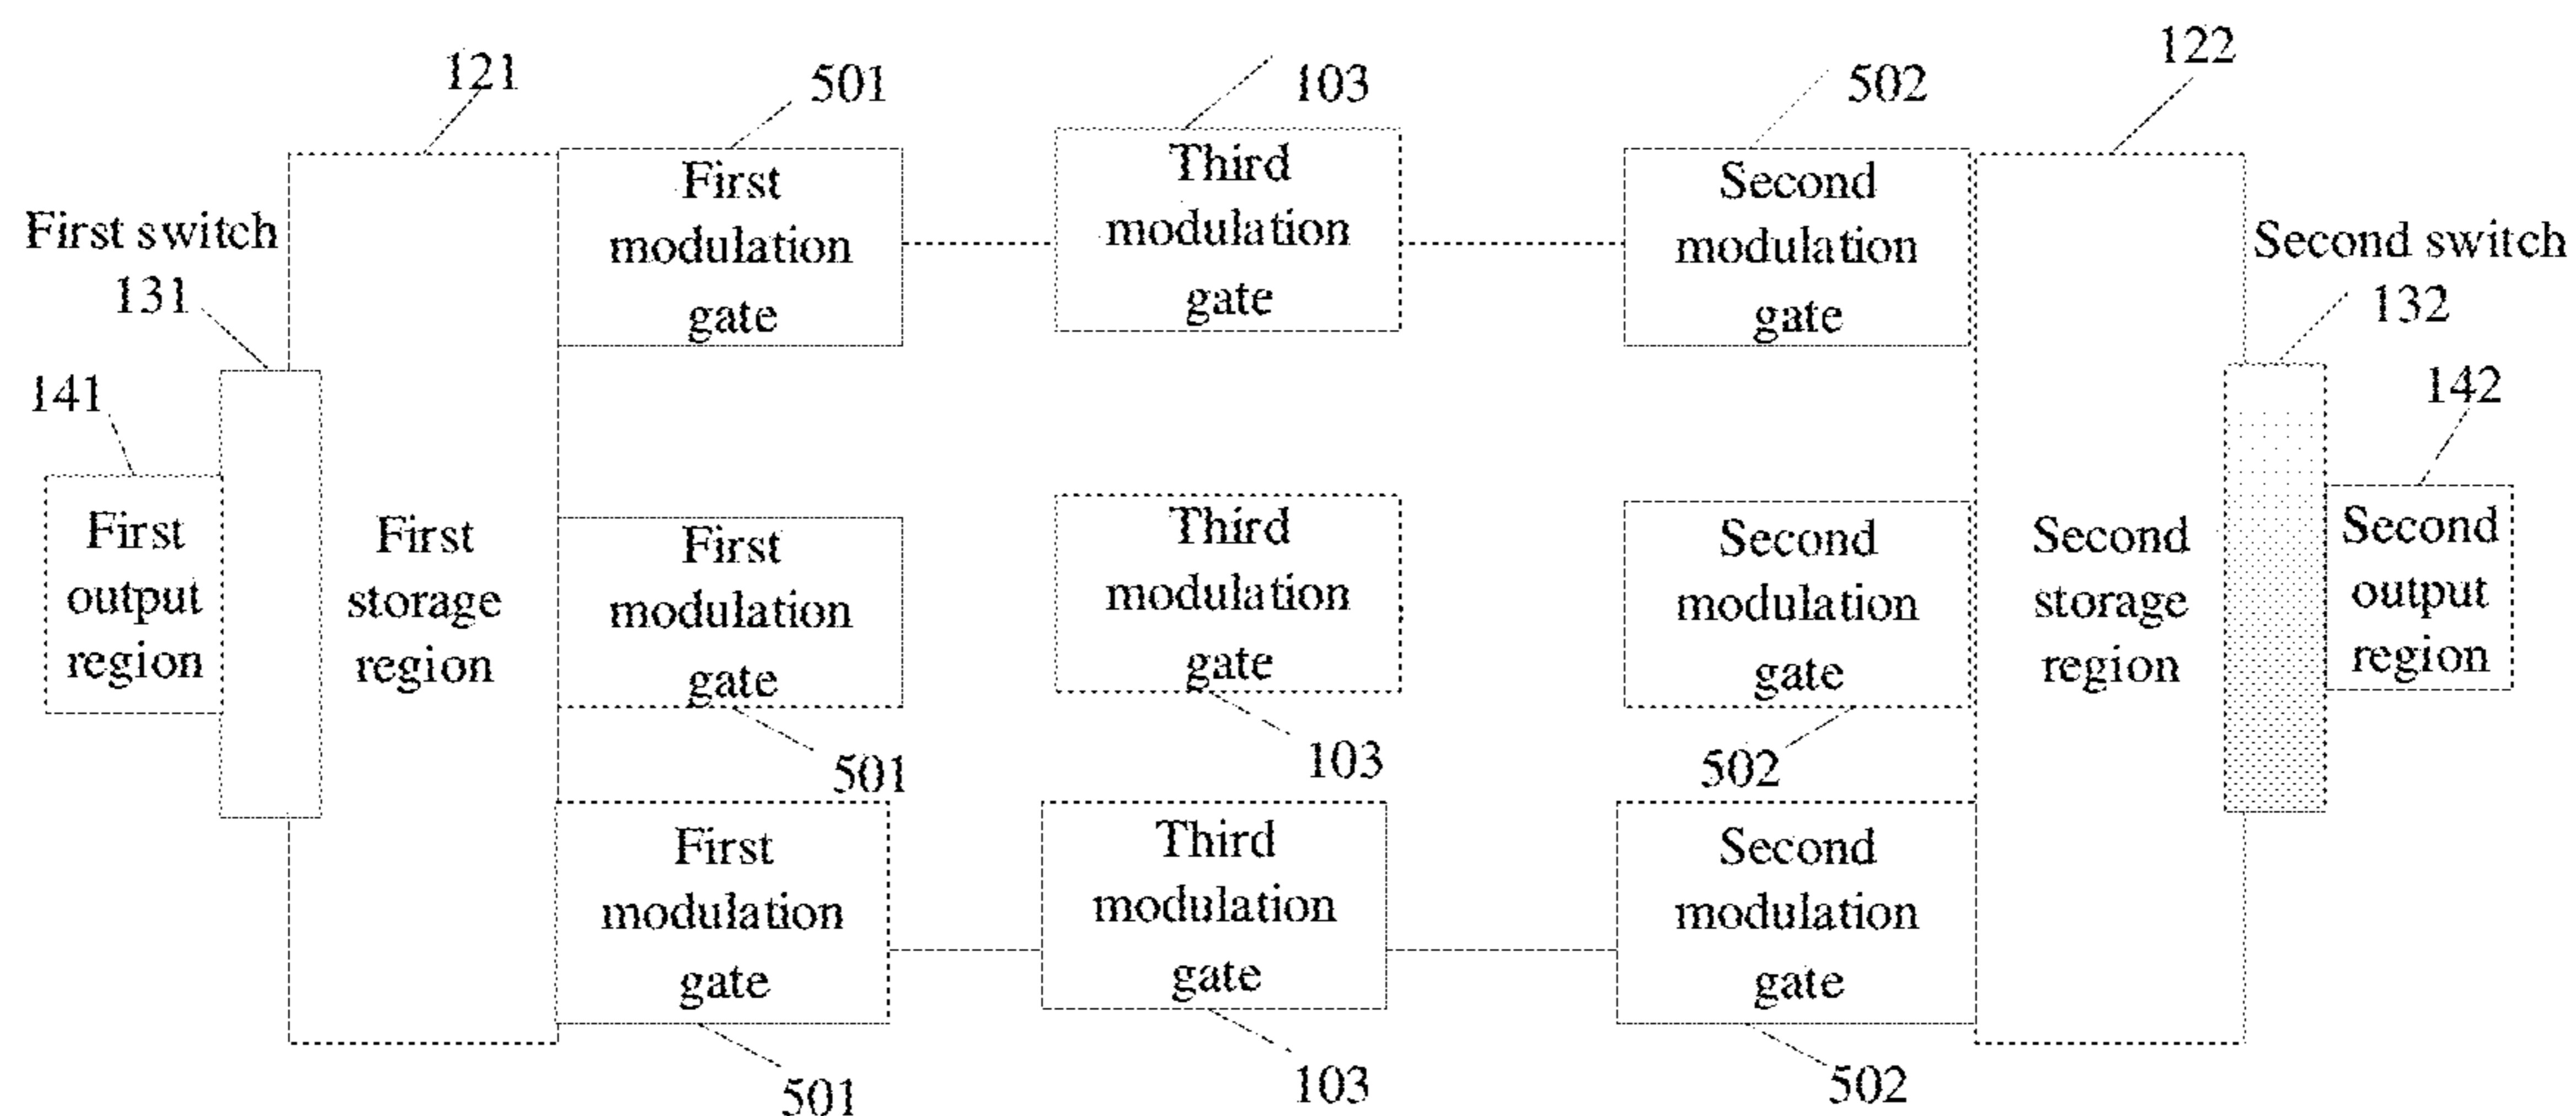 121
501
103
502
122
First switch
131
Second switch
132
141
142
First
modulation
gate
Third
modulation
gate
Second
modulation
gate
First
output
region
First
storage
region
First
modulation
gate
Third
modulation
gate
Second
modulation
gate
Second
storage
region
Second
output
region
501
103
502
First
modulation
gate
Third
modulation
gate
Second
modulation
gate
501
103
502